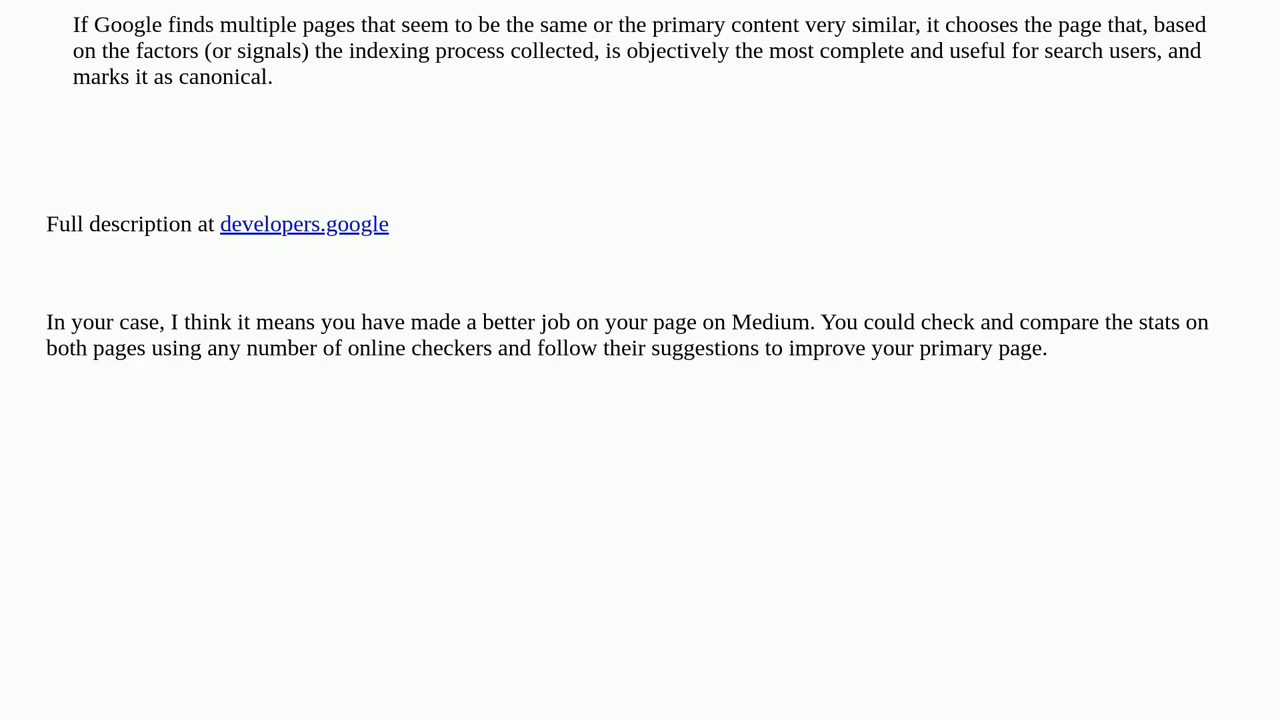 If Google finds multiple pages that seem to be the same or the primary content very similar, it chooses the page that, based
on the factors (or signals) the indexing process collected, is objectively the most complete and useful for search users, and
marks it as canonical.
Full description at developers.google
In your case, I think it means you have made a better job on your page on Medium. You could check and compare the stats on
both pages using any number of online checkers and follow their suggestions to improve your primary page.